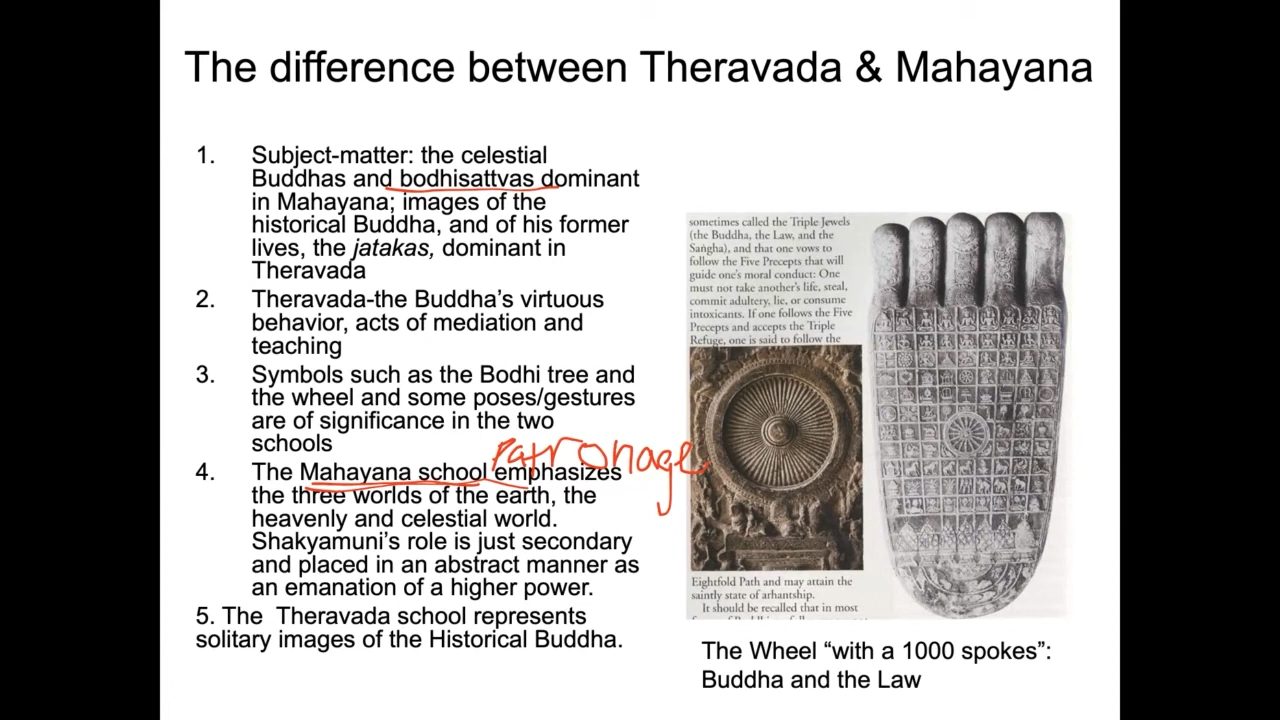 The difference between Theravada & Mahayana
1. Subject-matter: the celestial
Buddhas and bodhisattvas dominant
in Mahayana; images of the
historical Buddha, and of his former
lives, the jatakas, dominant in
Theravada
2. Theravada-the Buddha's virtuous
behavior, acts of mediation and
teaching
3. Symbols such as the Bodhi tree and
the wheel and some poses/gestures
are of significance in the two
schools
Patronage
4. The Mahayana school emphasizes
the three worlds of the earth, the
heavenly and celestial world.
Shakyamuni's role is just secondary
and placed in an abstract manner as
an emanation of a higher power.
5. The Theravada school represents
solitary images of the Historical Buddha.
sometimes called the Triple Jewels
(the Buddha, the Law, and the
Saṅgha), and that one vows to
follow the Five Precepts that will
guide one's moral conduct: One
must not take another's life, steal,
commit adultery, lie, or consume
intoxicants. If one follows the Five
Precepts and accepts the Triple
Refuge, one is said to follow the
Eightfold Path and may attain the
saintly state of arhantship.
It should be recalled that in most
The Wheel "with a 1000 spokes":
Buddha and the Law